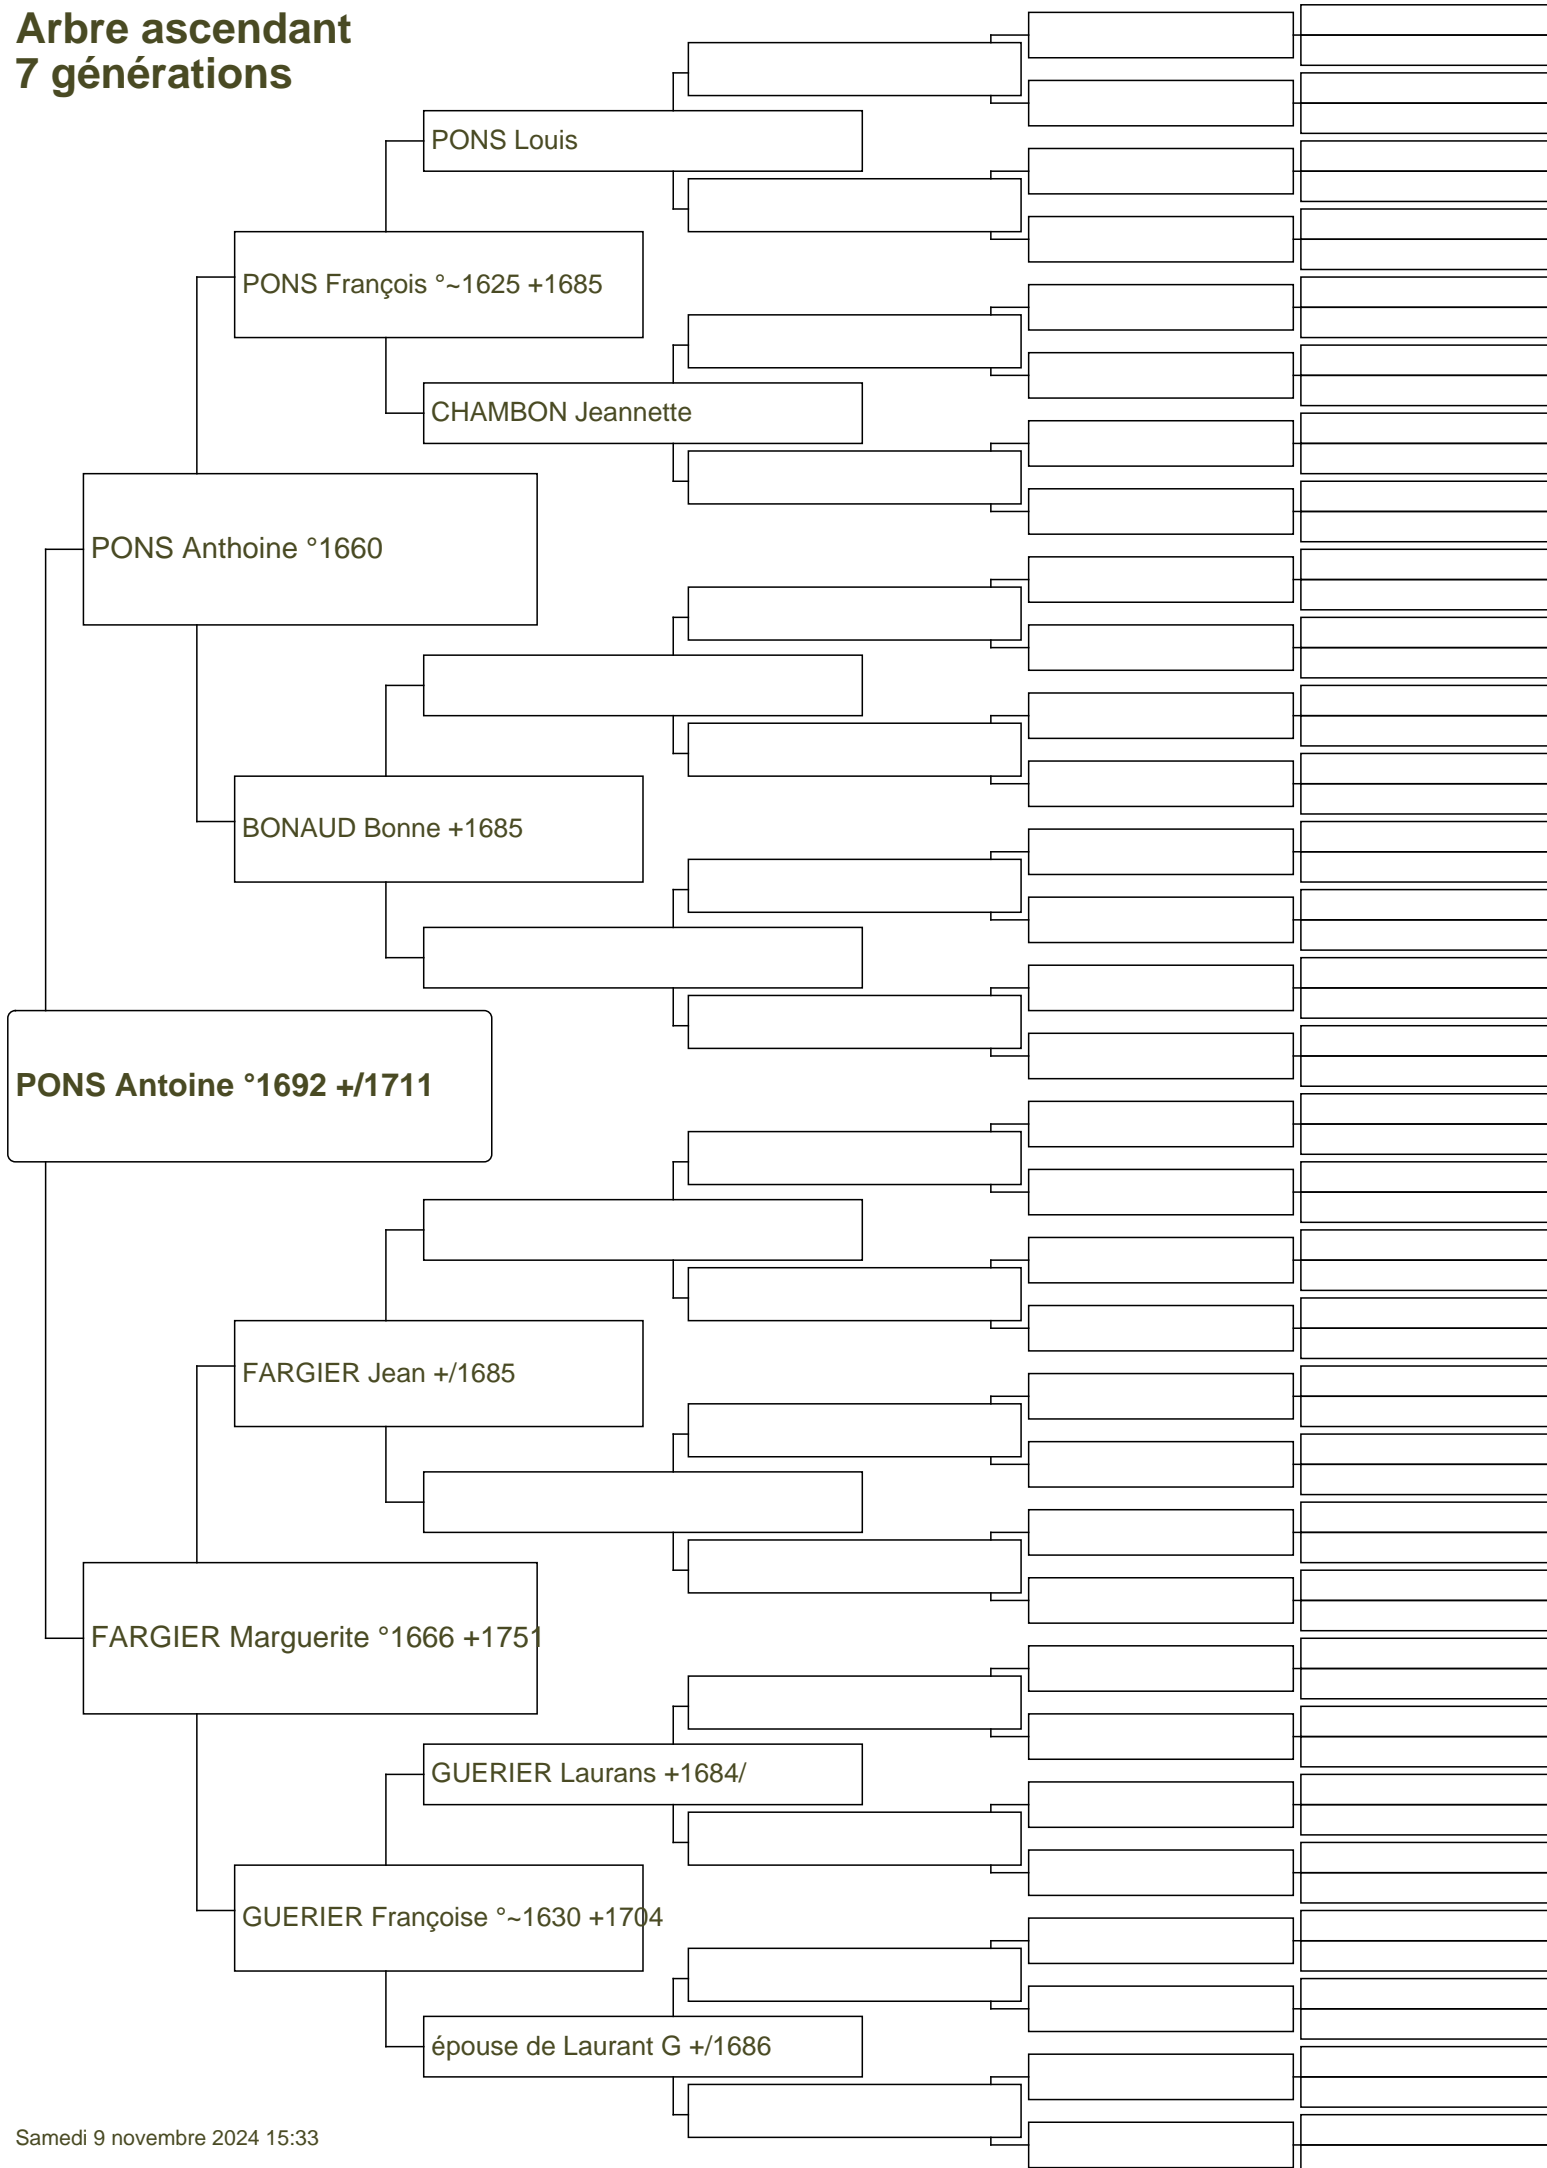 Arbre ascendant
7 générations
PONS Louis
PONS François °~1625 +1685
CHAMBON Jeannette
PONS Anthoine °1660
BONAUD Bonne +1685
PONS Antoine °1692 +/1711
FARGIER Jean +/1685
FARGIER Marguerite °1666 +1751
GUERIER Laurans +1684/
GUERIER Françoise °~1630 +1704
épouse de Laurant G +/1686
Samedi 9 novembre 2024 15:33